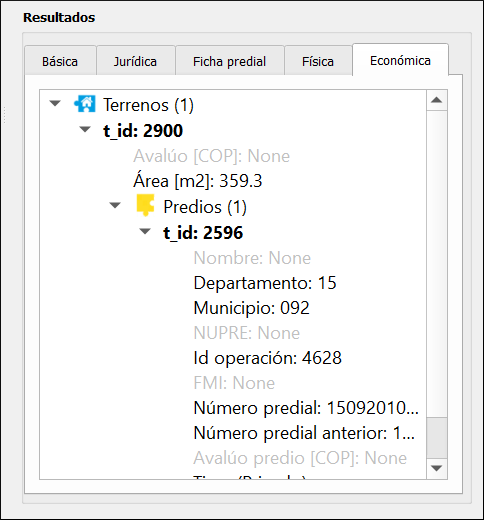 Resultados
Básica Jurídica Ficha predial Física Económica
Terrenos (1)
t_id: 2900
Avalúo [COP]: None
Área [m2]: 359.3
Predios (1)
t_id: 2596
Nombre: None
Departamento: 15
Municipio: 092
NUPRE: None
Id operación: 4628
FMI: None
Número predial: 15092010...
Número predial anterior: 1...
Avalúo predio [COP]: None